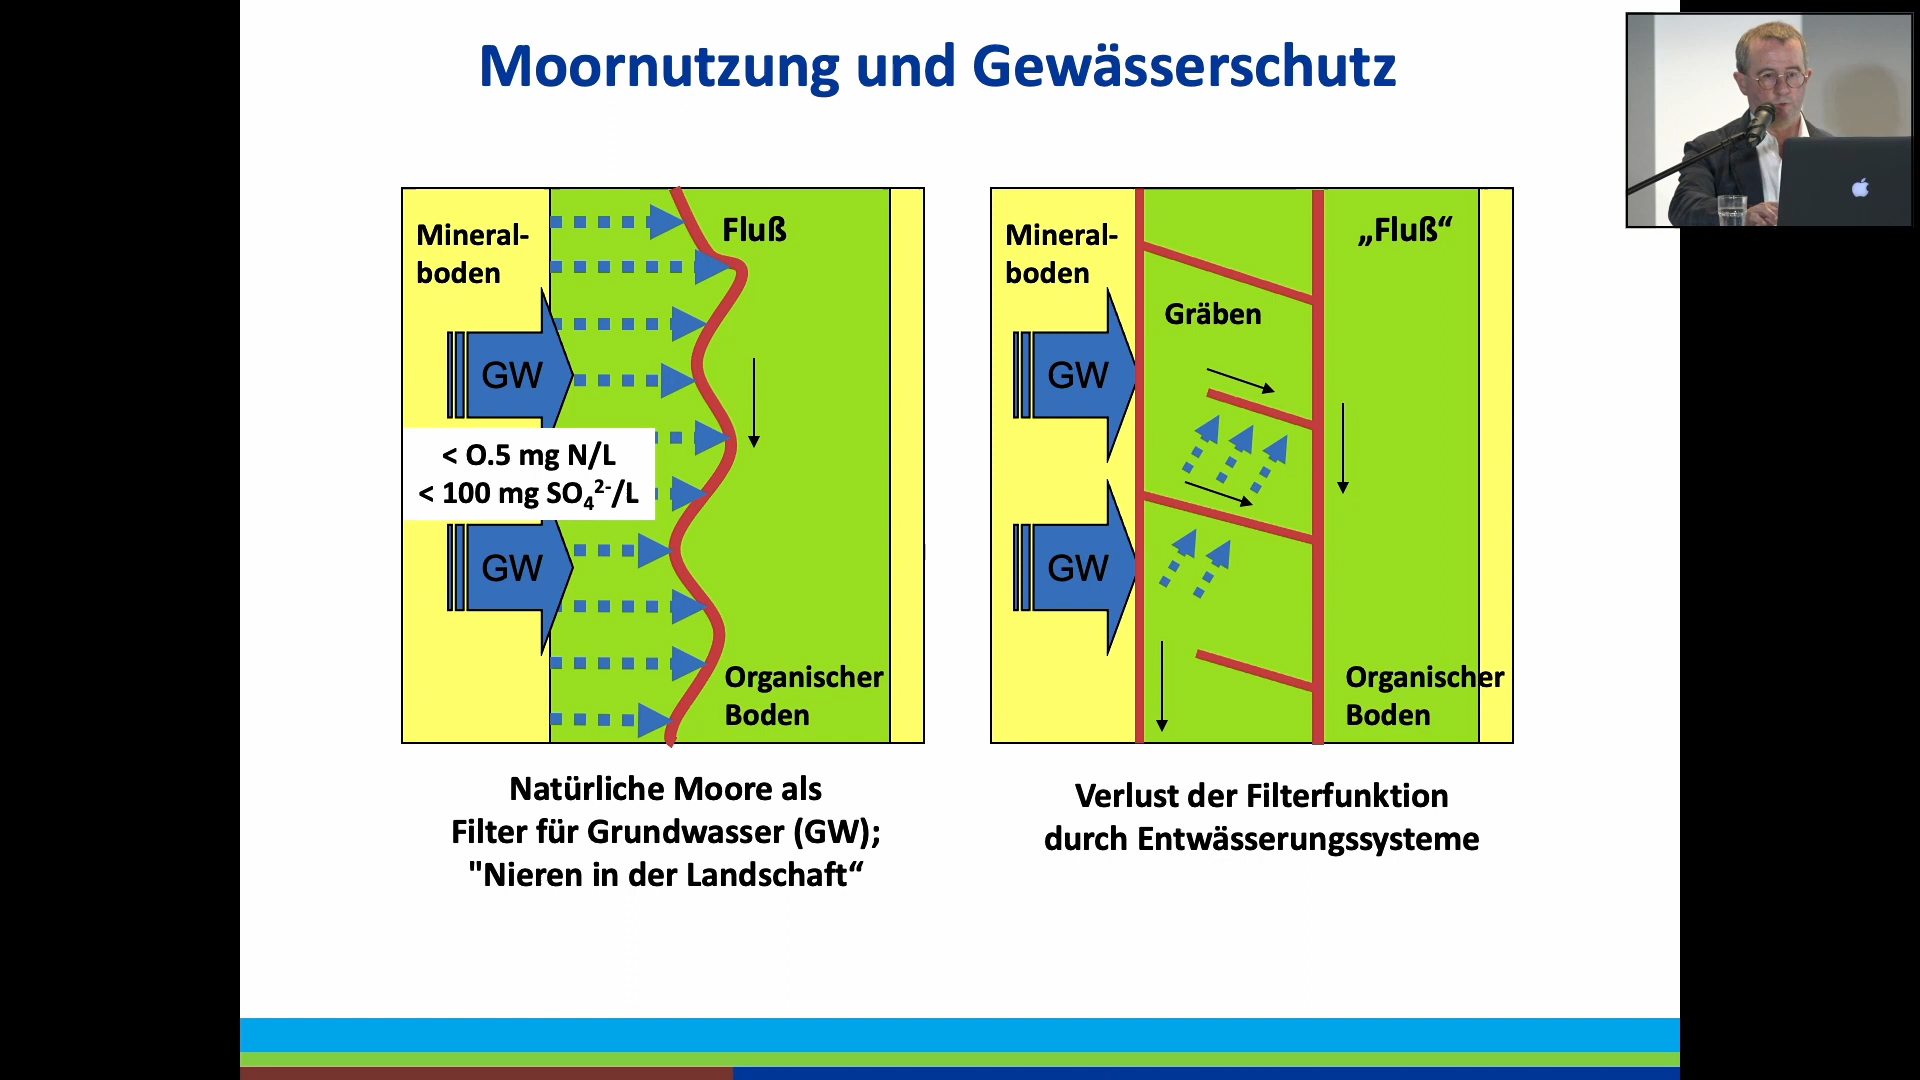 Moornutzung und Gewässerschutz
Mineral-
boden
Fluß
GW
< O.5 mg N/L
< 100 mg SO₄²⁻/L
GW
Organischer
Boden
Natürliche Moore als
Filter für Grundwasser (GW);
"Nieren in der Landschaft“
Mineral-
boden
„Fluß“
Gräben
GW
GW
Organischer
Boden
Verlust der Filterfunktion
durch Entwässerungssysteme